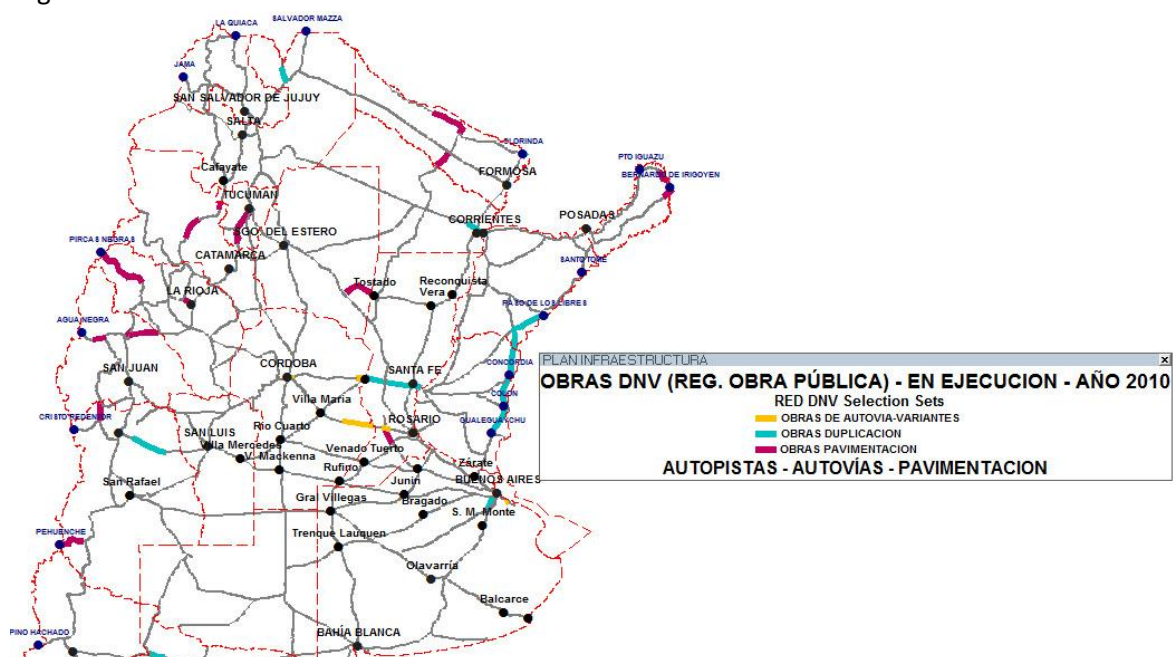 LA QUIACA
SALVADOR MAZZA
JAMA
SAN SALVADOR DE JUJUY
SALTA
CLORINDA
PTO IGUAZU
Cafayate
FORMOSA
BERNARDO DE IRIGOYEN
TUCUMAN
CORRIENTES
POSADAS
SGO. DEL ESTERO
PIRCAS NEGRAS
CATAMARCA
SANTO TOME
LA RIOJA
Tostado
Reconquista
Vera
PASO DE LOS LIBRES
AGUA NEGRA
SAN JUAN
CORDOBA
SANTA FE
CONCORDIA
PLAN INFRAESTRUCTURA
x
OBRAS DNV (REG. OBRA PÚBLICA) - EN EJECUCION - AÑO 2010
RED DNV Selection Sets
OBRAS DE AUTOVIA-VARIANTES
OBRAS DUPLICACION
OBRAS PAVIMENTACION
AUTOPISTAS - AUTOVÍAS - PAVIMENTACION
Villa Maria
COLON
CRISTO REDENTOR
SAN LUIS
Rio Cuarto
ROSARIO
GUALEGUAYCHU
Villa Mercedes
V. Mackenna
Venado Tuerto
Rufino
Zárate
San Rafael
Junin
BUENOS AIRES
Gral Villegas
Bragado
S. M. Monte
PEHUENCHE
Trenque Lauquen
Olavarría
Balcarce
PINO HACHADO
BAHÍA BLANCA